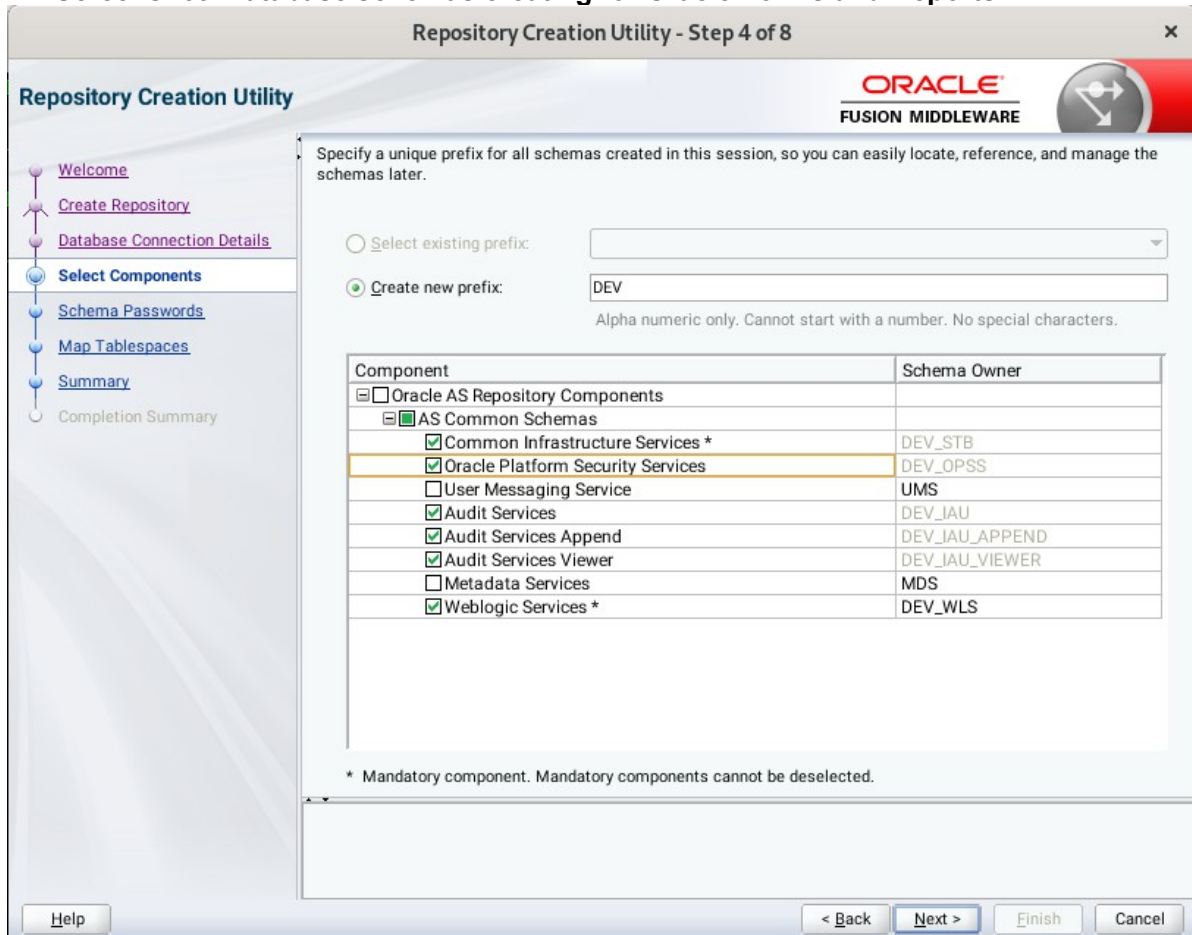 Repository Creation Utility - Step 4 of 8
×
Repository Creation Utility
ORACLE
FUSION MIDDLEWARE
Welcome
Create Repository
Database Connection Details
Select Components
Schema Passwords
Map Tablespaces
Summary
Completion Summary
Specify a unique prefix for all schemas created in this session, so you can easily locate, reference, and manage the
schemas later.
Select existing prefix:
Create new prefix: DEV
Alpha numeric only. Cannot start with a number. No special characters.
Component Schema Owner
Oracle AS Repository Components
AS Common Schemas
Common Infrastructure Services * DEV_STB
Oracle Platform Security Services DEV_OPSS
User Messaging Service UMS
Audit Services DEV_IAU
Audit Services Append DEV_IAU_APPEND
Audit Services Viewer DEV_IAU_VIEWER
Metadata Services MDS
Weblogic Services * DEV_WLS
* Mandatory component. Mandatory components cannot be deselected.
Help < Back Next > Finish Cancel